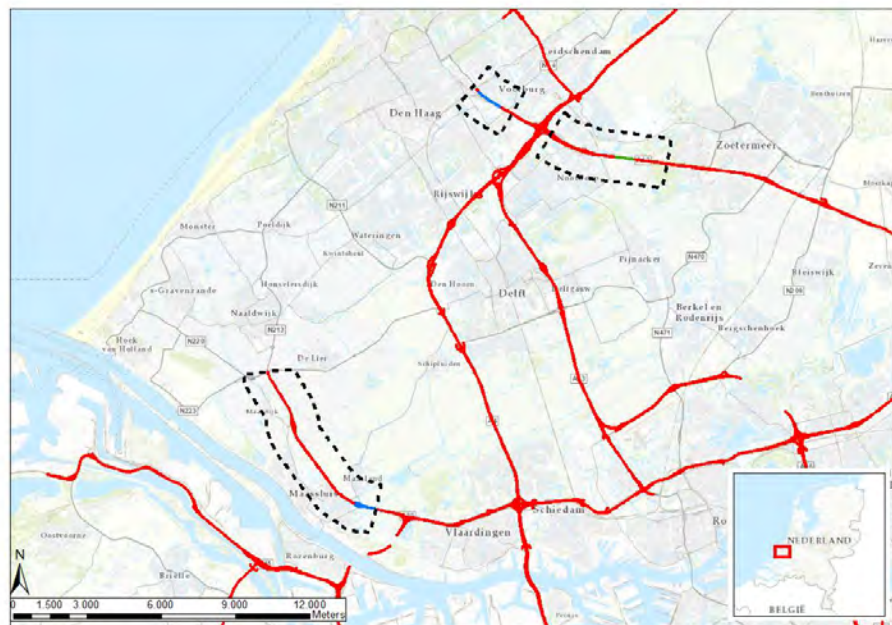 Leidschendam
Voorburg
Den Haag
Zoetermeer
Rijswijk
N211
Monster
Poeldijk
Wateringen
Kwintsheul
Pijnacker
N470
's-Gravenzande
Honselersdijk
Den Hoorn
Delft
Delfgauw
Bleiswijk
N209
Naaldwijk
Berkel en
Rodenrijs
N471
Bergschenhoek
Hoek
van Holland
N220
N213
De Lier
Schipluiden
N223
Maasdijk
A13
Maasland
Maassluis
Schiedam
Vlaardingen
Oostvoorne
Rozenburg
Brielle
NEDERLAND
BELGIË
N
0 1.500 3.000 6.000 9.000 12.000
Meters